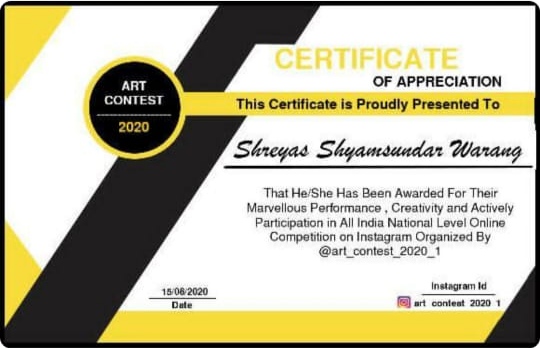 CERTIFICATE
OF APPRECIATION
ART
CONTEST
2020
This Certificate is Proudly Presented To
Shreyas Shyamsundar Warang
That He/She Has Been Awarded For Their
Marvellous Performance , Creativity and Actively
Participation in All India National Level Online
Competition on Instagram Organized By
@art_contest_2020_1
15/08/2020
Date
Instagram Id
art_contest_2020_1